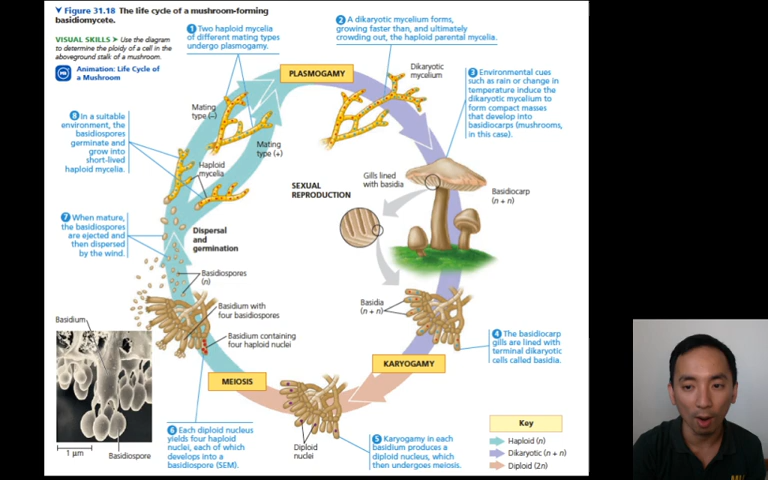 ▼ Figure 31.18 The life cycle of a mushroom-forming
basidiomycete.
VISUAL SKILLS ➤ Use the diagram
to determine the ploidy of a cell in the
aboveground stalk of a mushroom.
Animation: Life Cycle of
a Mushroom
1 Two haploid mycelia
of different mating types
undergo plasmogamy.
2 A dikaryotic mycelium forms,
growing faster than, and ultimately
crowding out, the haploid parental mycelia.
PLASMOGAMY
Dikaryotic
mycelium
3 Environmental cues
such as rain or change in
temperature induce the
dikaryotic mycelium to
form compact masses
that develop into
basidiocarps (mushrooms,
in this case).
Mating
type (–)
Mating
type (+)
8 In a suitable
environment, the
basidiospores
germinate and
grow into
short-lived
haploid mycelia.
Haploid
mycelia
SEXUAL
REPRODUCTION
Gills lined
with basidia
Basidiocarp
(n + n)
7 When mature,
the basidiospores
are ejected and
then dispersed
by the wind.
Dispersal
and
germination
Basidiospores
(n)
Basidium with
four basidiospores
Basidium containing
four haploid nuclei
Basidia
(n + n)
4 The basidiocarp
gills are lined with
terminal dikaryotic
cells called basidia.
Basidium
KARYOGAMY
MEIOSIS
1 μm
Basidiospore
6 Each diploid nucleus
yields four haploid
nuclei, each of which
develops into a
basidiospore (SEM).
Diploid
nuclei
5 Karyogamy in each
basidium produces a
diploid nucleus, which
then undergoes meiosis.
Key
Haploid (n)
Dikaryotic (n + n)
Diploid (2n)